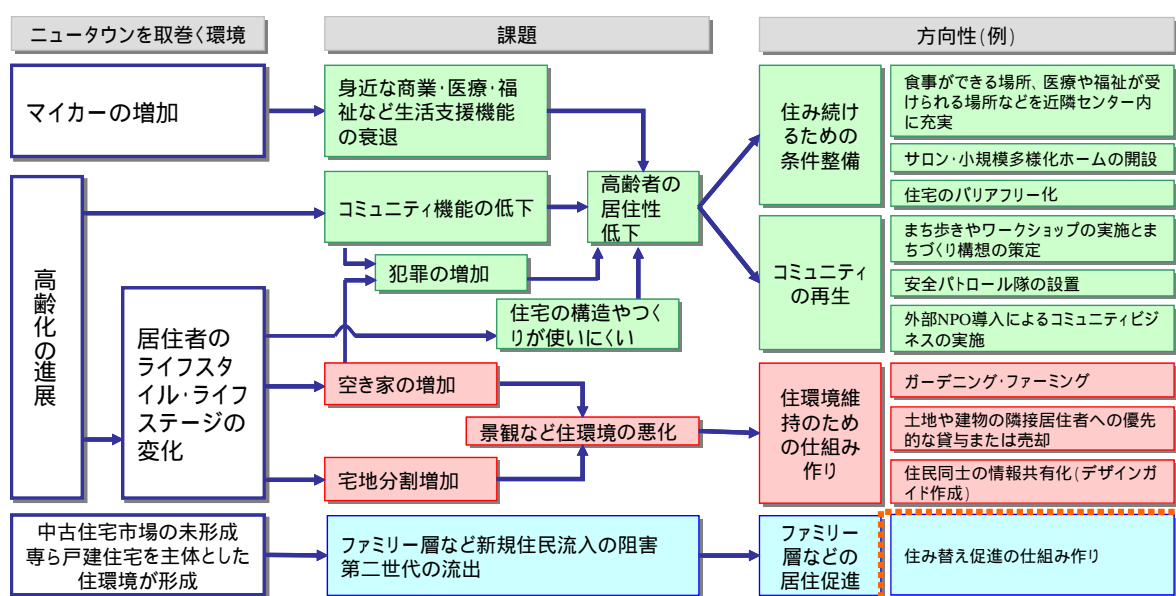 ニュータウンを取巻く環境
課題
方向性(例)
マイカーの増加
身近な商業・医療・福
祉など生活支援機能
の衰退
住み続け
るための
条件整備
食事ができる場所、医療や福祉が受
けられる場所などを近隣センター内
に充実
サロン・小規模多様化ホームの開設
住宅のバリアフリー化
高齢化の進展
コミュニティ機能の低下
高齢者の
居住性
低下
犯罪の増加
住宅の構造やつく
りが使いにくい
コミュニティ
の再生
まち歩きやワークショップの実施とま
ちづくり構想の策定
安全パトロール隊の設置
外部NPO導入によるコミュニティビジ
ネスの実施
居住者の
ライフスタ
イル・ライフ
ステージの
変化
空き家の増加
景観など住環境の悪化
宅地分割増加
住環境維
持のため
の仕組み
作り
ガーデニング・ファーミング
土地や建物の隣接居住者への優先
的な貸与または売却
住民同士の情報共有化(デザインガ
イド作成)
中古住宅市場の未形成
専ら戸建住宅を主体とした
住環境が形成
ファミリー層など新規住民流入の阻害
第二世代の流出
ファミリー
層などの
居住促進
住み替え促進の仕組み作り